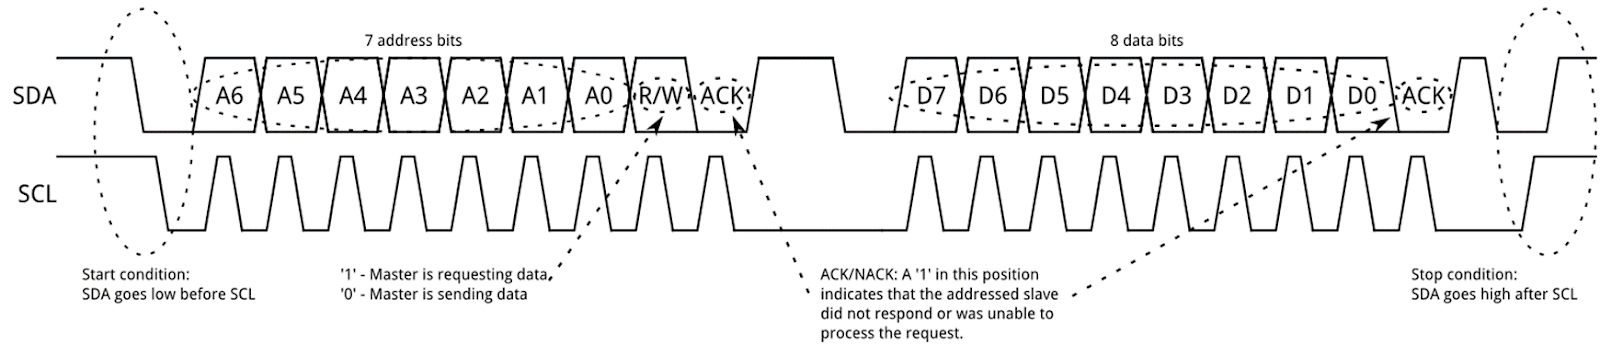 7 address bits
8 data bits
SDA
A6 A5 A4 A3 A2 A1 A0 R/W ACK D7 D6 D5 D4 D3 D2 D1 D0 ACK
SCL
Start condition:
SDA goes low before SCL
'1' - Master is requesting data
'0' - Master is sending data
ACK/NACK: A '1' in this position
indicates that the addressed slave
did not respond or was unable to
process the request.
Stop condition:
SDA goes high after SCL